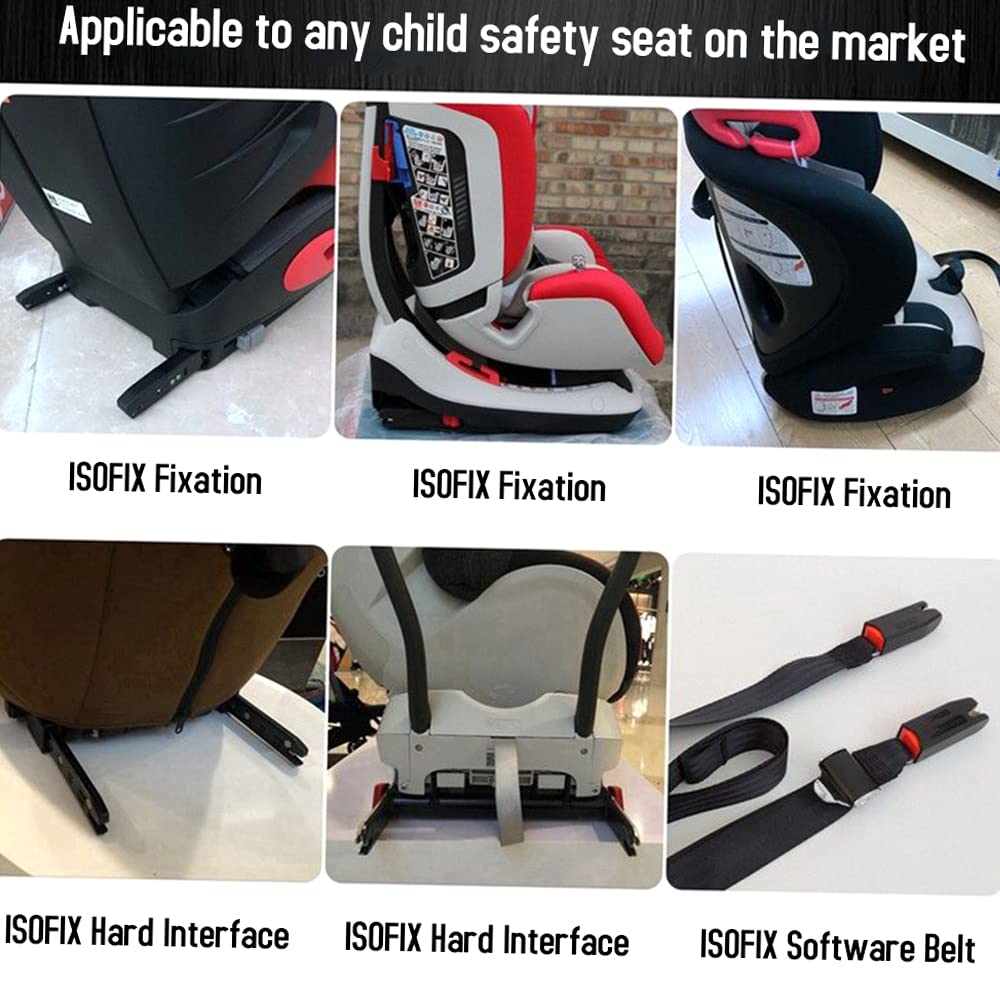 Applicable to any child safety seat on the market
ISOFIX Fixation
ISOFIX Fixation
ISOFIX Fixation
ISOFIX Hard Interface
ISOFIX Hard Interface
ISOFIX Software Belt